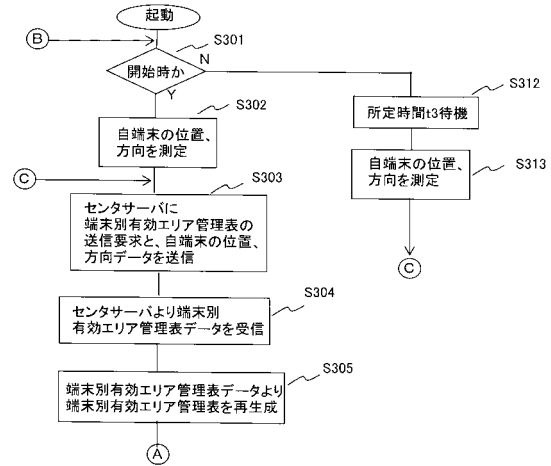 起動
B
S301
開始時か
N
Y
S302
自端末の位置、
方向を測定
C
S303
センタサーバに
端末別有効エリア管理表の
送信要求と、自端末の位置、
方向データを送信
S304
センタサーバより端末別
有効エリア管理表データを受信
S305
端末別有効エリア管理表データより
端末別有効エリア管理表を再生成
A
S312
所定時間t3待機
S313
自端末の位置、
方向を測定
C